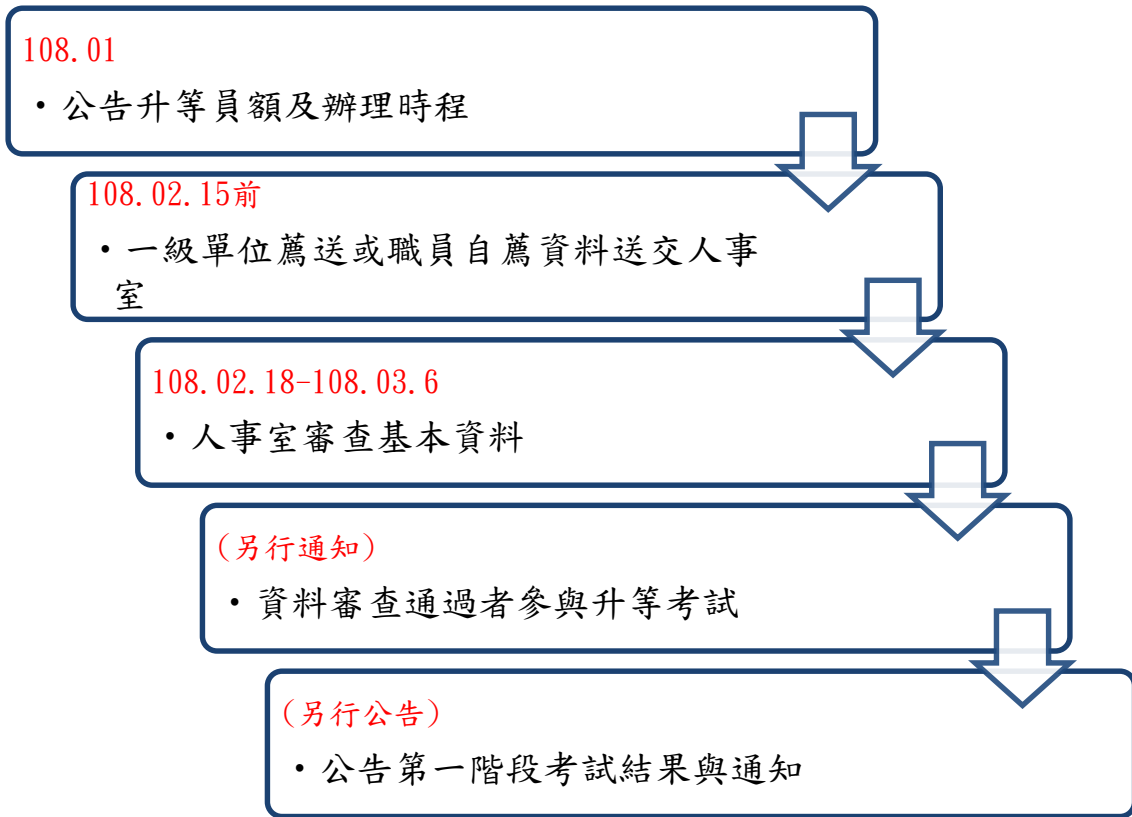 108.01
・公告升等員額及辦理時程
108.02.15前
・一級單位薦送或職員自薦資料送交人事
室
108.02.18-108.03.6
・人事室審查基本資料
(另行通知)
・資料審查通過者參與升等考試
(另行公告)
・公告第一階段考試結果與通知